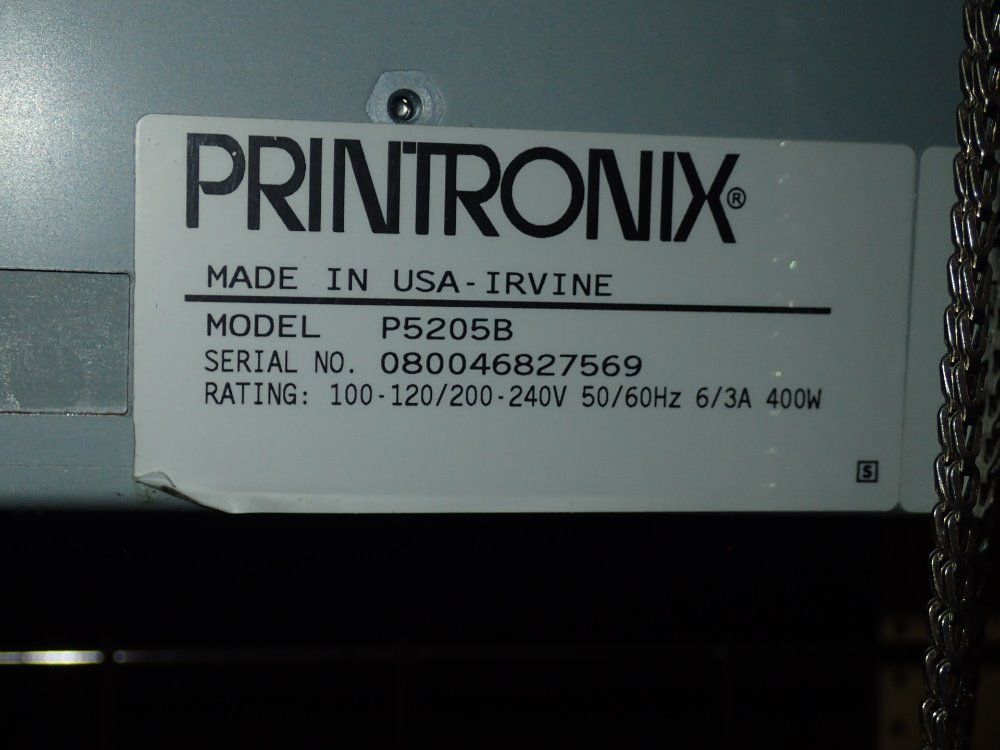 PRINTRONIX®
MADE IN USA-IRVINE
MODEL P5205B
SERIAL NO. 080046827569
RATING: 100-120/200-240V 50/60Hz 6/3A 400W
S